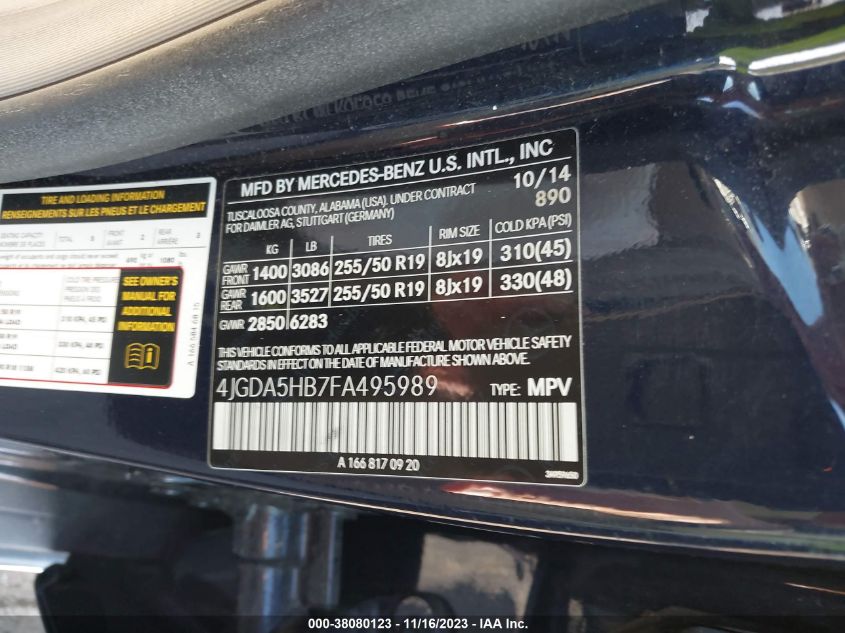 MFD BY MERCEDES-BENZ U.S. INTL., INC
TUSCALOOSA COUNTY, ALABAMA (USA). UNDER CONTRACT 10/14
FOR DAIMLER AG, STUTTGART (GERMANY) 890
KG LB TIRES RIM SIZE COLD KPA(PSI)
GAWR FRONT 1400 3086 255/50 R19 8Jx19 310(45)
GAWR REAR 1600 3527 255/50 R19 8Jx19 330(48)
GVWR 2850 6283
THIS VEHICLE CONFORMS TO ALL APPLICABLE FEDERAL MOTOR VEHICLE SAFETY
STANDARDS IN EFFECT ON THE DATE OF MANUFACTURE SHOWN ABOVE.
4JGDA5HB7FA495989 TYPE: MPV
A 166 817 09 20
TIRE AND LOADING INFORMATION
RENSEIGNEMENTS SUR LES PNEUS ET LE CHARGEMENT
SEE OWNER'S
MANUAL FOR
ADDITIONAL
INFORMATION
000-38080123 - 11/16/2023 - IAA Inc.